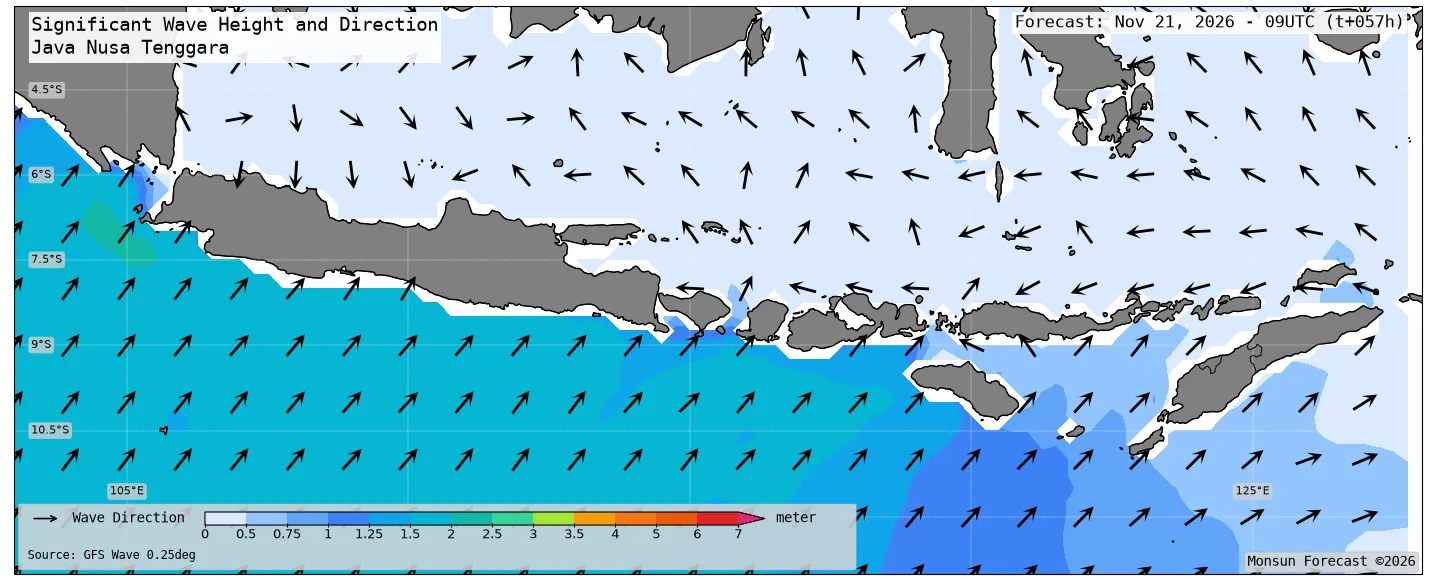 Significant Wave Height and Direction
Java Nusa Tenggara
Forecast: Nov 21, 2026 - 09UTC (t+057h)
4.5°S
6°S
7.5°S
9°S
10.5°S
105°E
125°E
Wave Direction
0 0.5 0.75 1 1.25 1.5 2 2.5 3 3.5 4 5 6 7
meter
Source: GFS Wave 0.25deg
Monsun Forecast ©2026